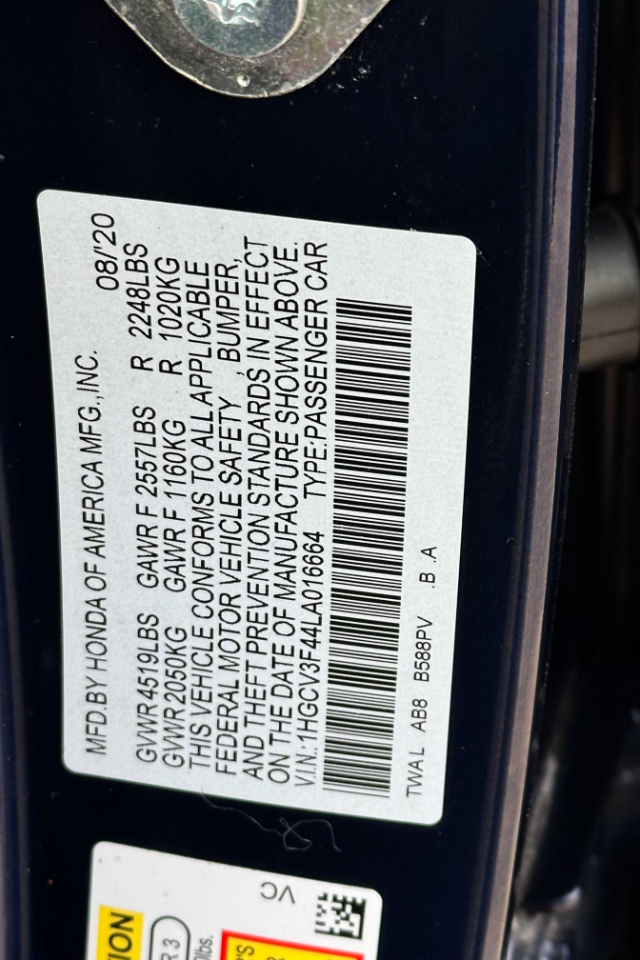 MFD.BY HONDA OF AMERICA MFG.,INC. 08/'20
GVWR 4519LBS GAWR F 2557LBS R 2248LBS
GVWR 2050KG GAWR F 1160KG R 1020KG
THIS VEHICLE CONFORMS TO ALL APPLICABLE
FEDERAL MOTOR VEHICLE SAFETY , BUMPER,
AND THEFT PREVENTION STANDARDS IN EFFECT
ON THE DATE OF MANUFACTURE SHOWN ABOVE.
V.I.N.:1HGCV3F44LA016664 TYPE:PASSENGER CAR
TWA L AB8 B588PV .B .A
VC